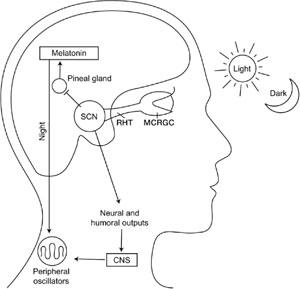 Melatonin
Light
Pineal gland
Dark
SCN
RHT
MCRGC
Night
Neural and
humoral outputs
CNS
Peripheral
oscillators